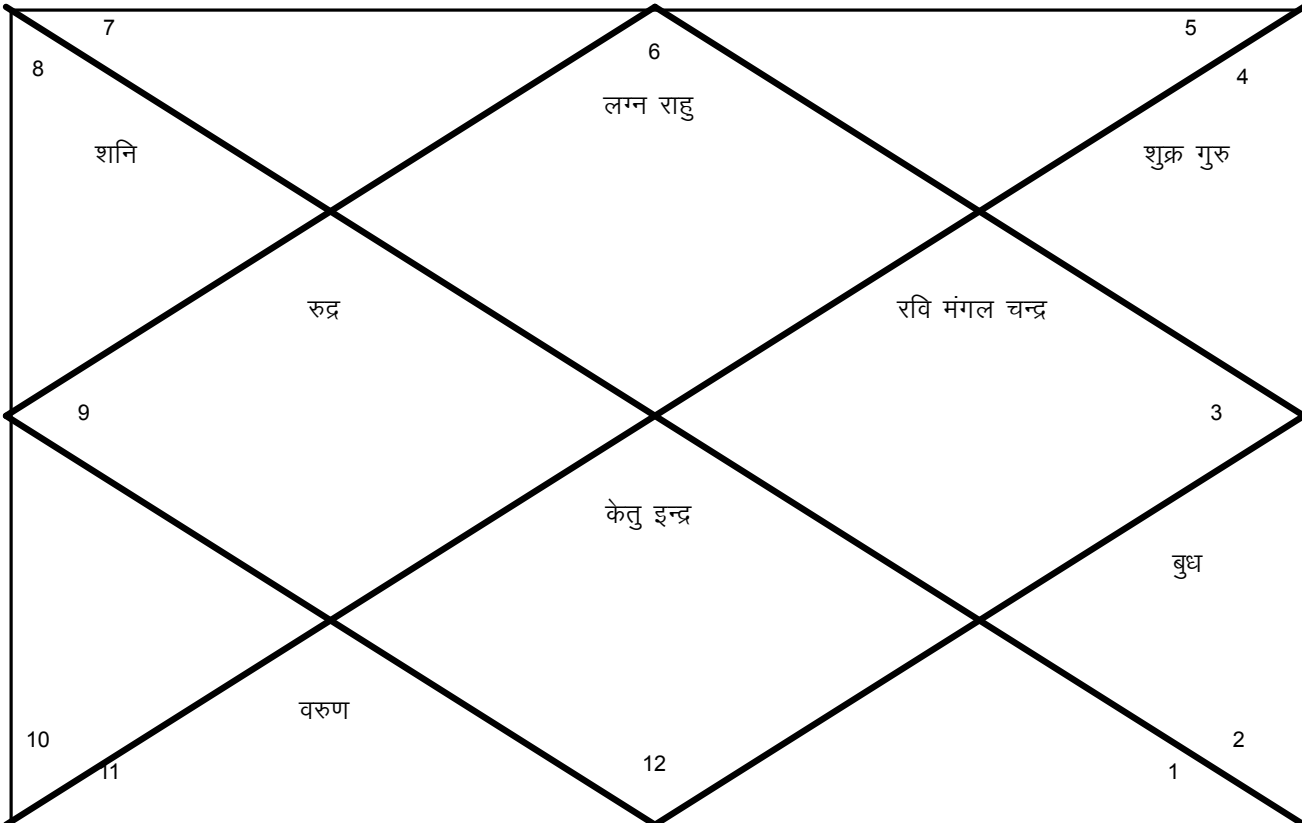 7
5
6
8
4
लग्न राहु
शनि
शुक्र गुरु
रुद्र
रवि मंगल चन्द्र
9
3
केतु इन्द्र
बुध
वरुण
10
2
12
11
1